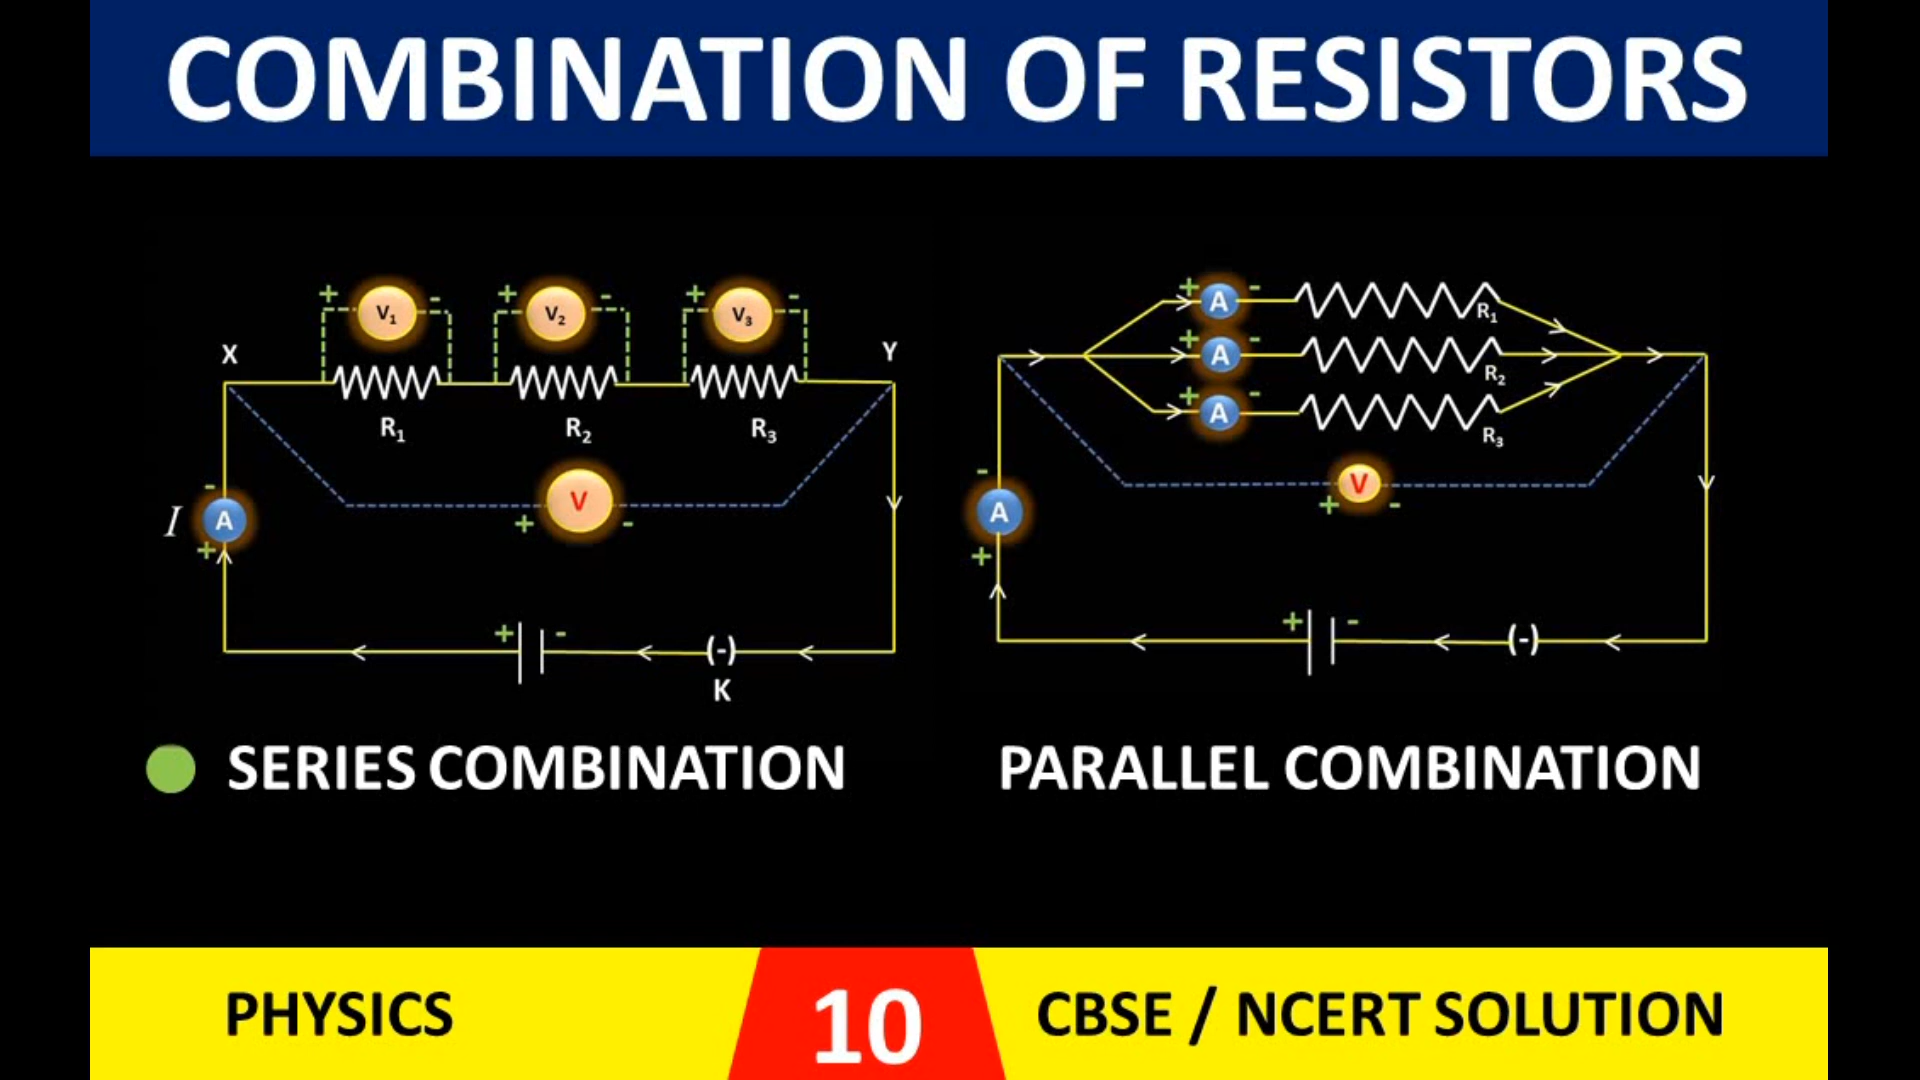 COMBINATION OF RESISTORS
+ V₁ - + V₂ - + V₃ -
X Y
R₁ R₂ R₃
- I A +
+ V -
+ - (-)
K
+ A - R₁
+ A - R₂
+ A - R₃
- A +
+ V -
+ - (-)
SERIES COMBINATION
PARALLEL COMBINATION
PHYSICS
10
CBSE / NCERT SOLUTION